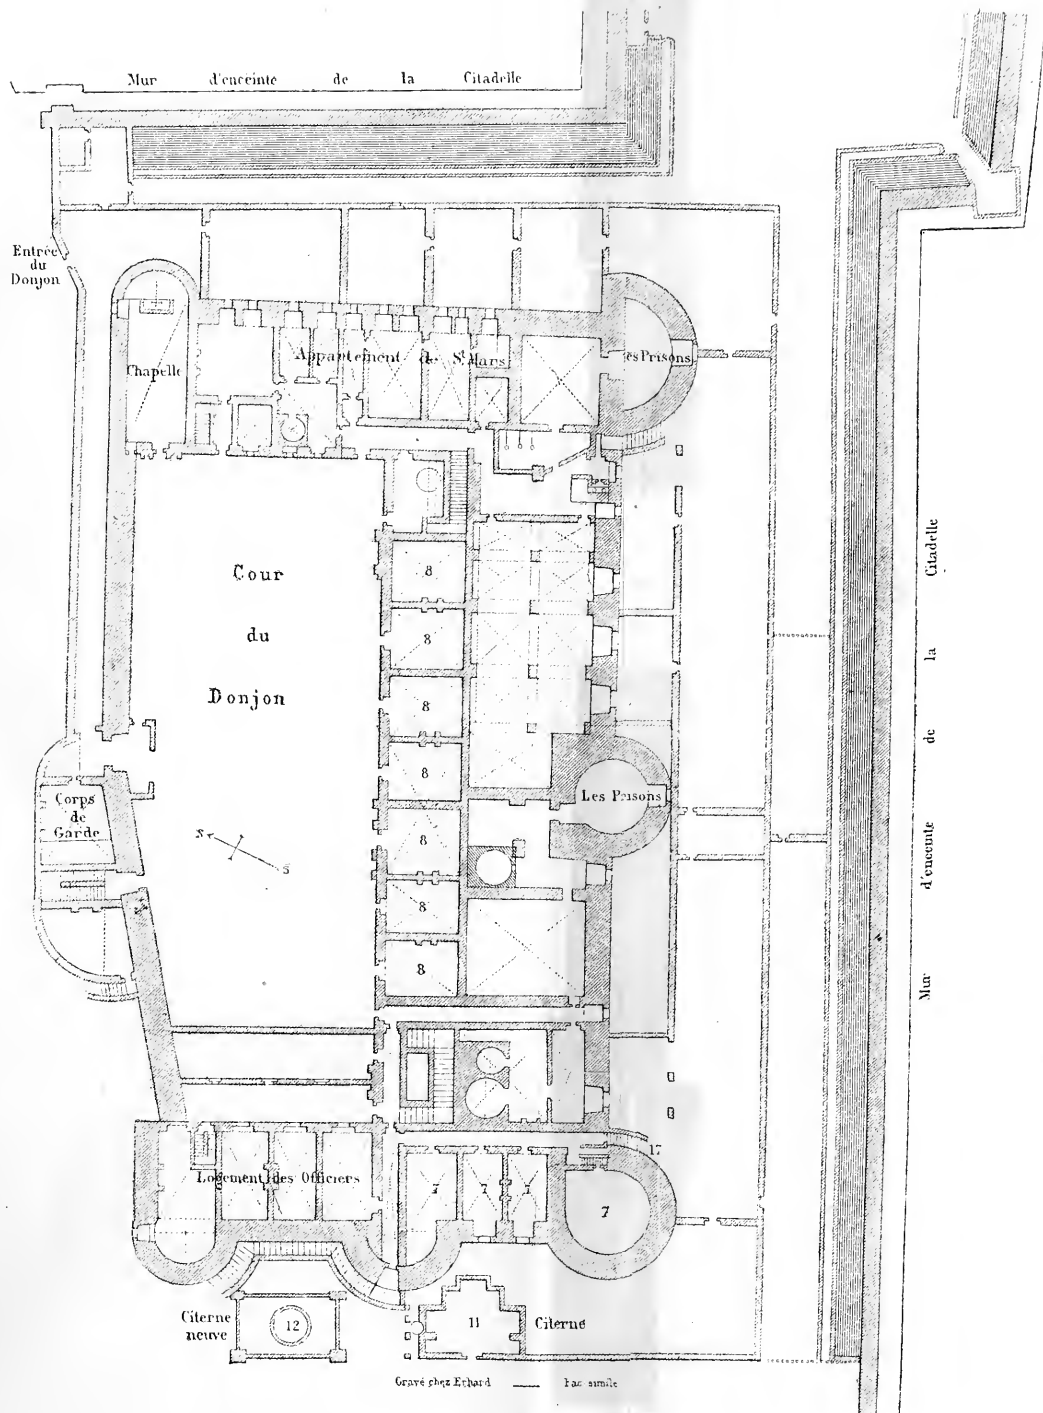 Mur d'enceinte de la Citadelle
Entrée
du
Donjon
Chapelle
Appartement de St Mars
Les Prisons
Cour
du
Donjon
8
8
8
8
8
8
8
Les Prisons
Corps
de
Garde
S
Mur d'enceinte de la Citadelle
17
Logement des Officiers
7
7
7
7
Citerne
neuve
12
11
Citerne
Gravé chez Erhard — Fac simile